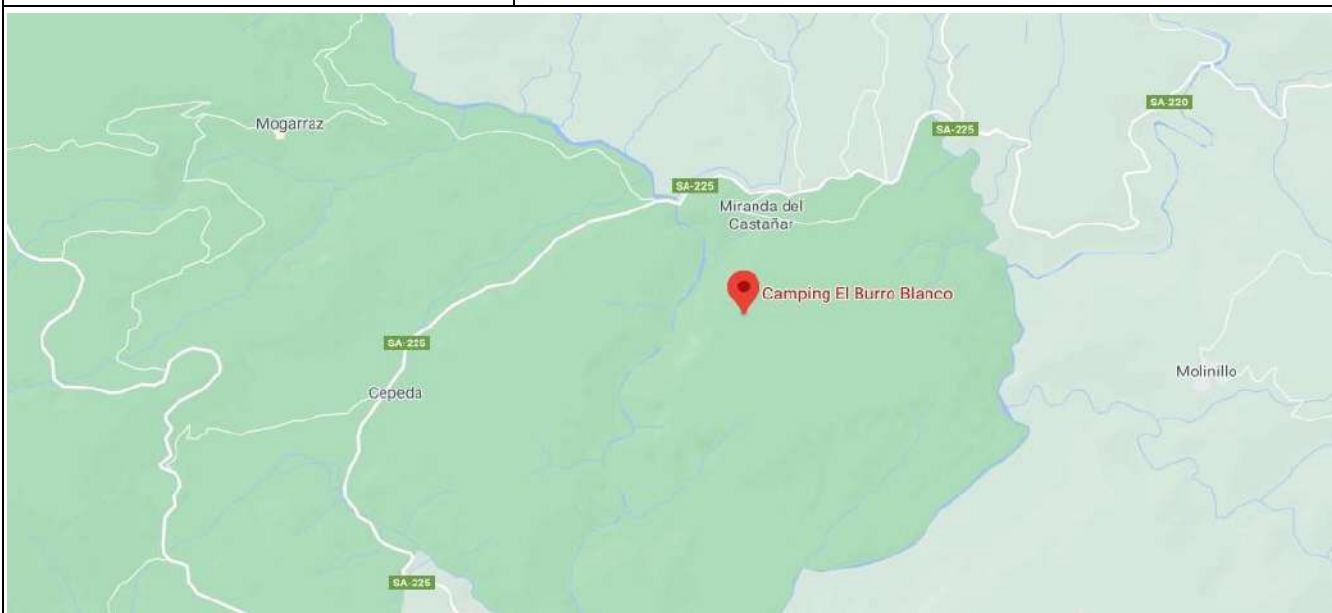 SA-220
Mogarraz
SA-225
SA-225
Miranda del
Castañar
Camping El Burro Blanco
SA-225
Molinillo
Cepeda
SA-225